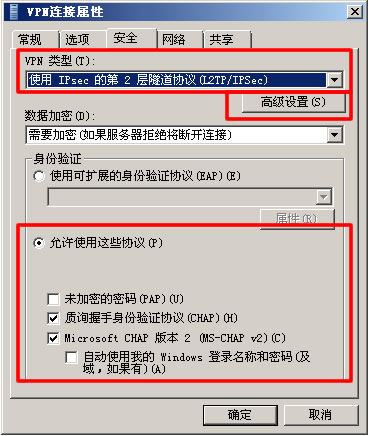 VPN连接属性
常规 选项 安全 网络 共享
VPN 类型(T):
使用 IPsec 的第 2 层隧道协议(L2TP/IPSec)
高级设置(S)
数据加密(D):
需要加密(如果服务器拒绝将断开连接)
身份验证
使用可扩展的身份验证协议(EAP)(E)
属性(R)
允许使用这些协议(P)
未加密的密码(PAP)(U)
质询握手身份验证协议(CHAP)(H)
Microsoft CHAP 版本 2 (MS-CHAP v2)(C)
自动使用我的 Windows 登录名称和密码(及
域,如果有)(A)
确定 取消